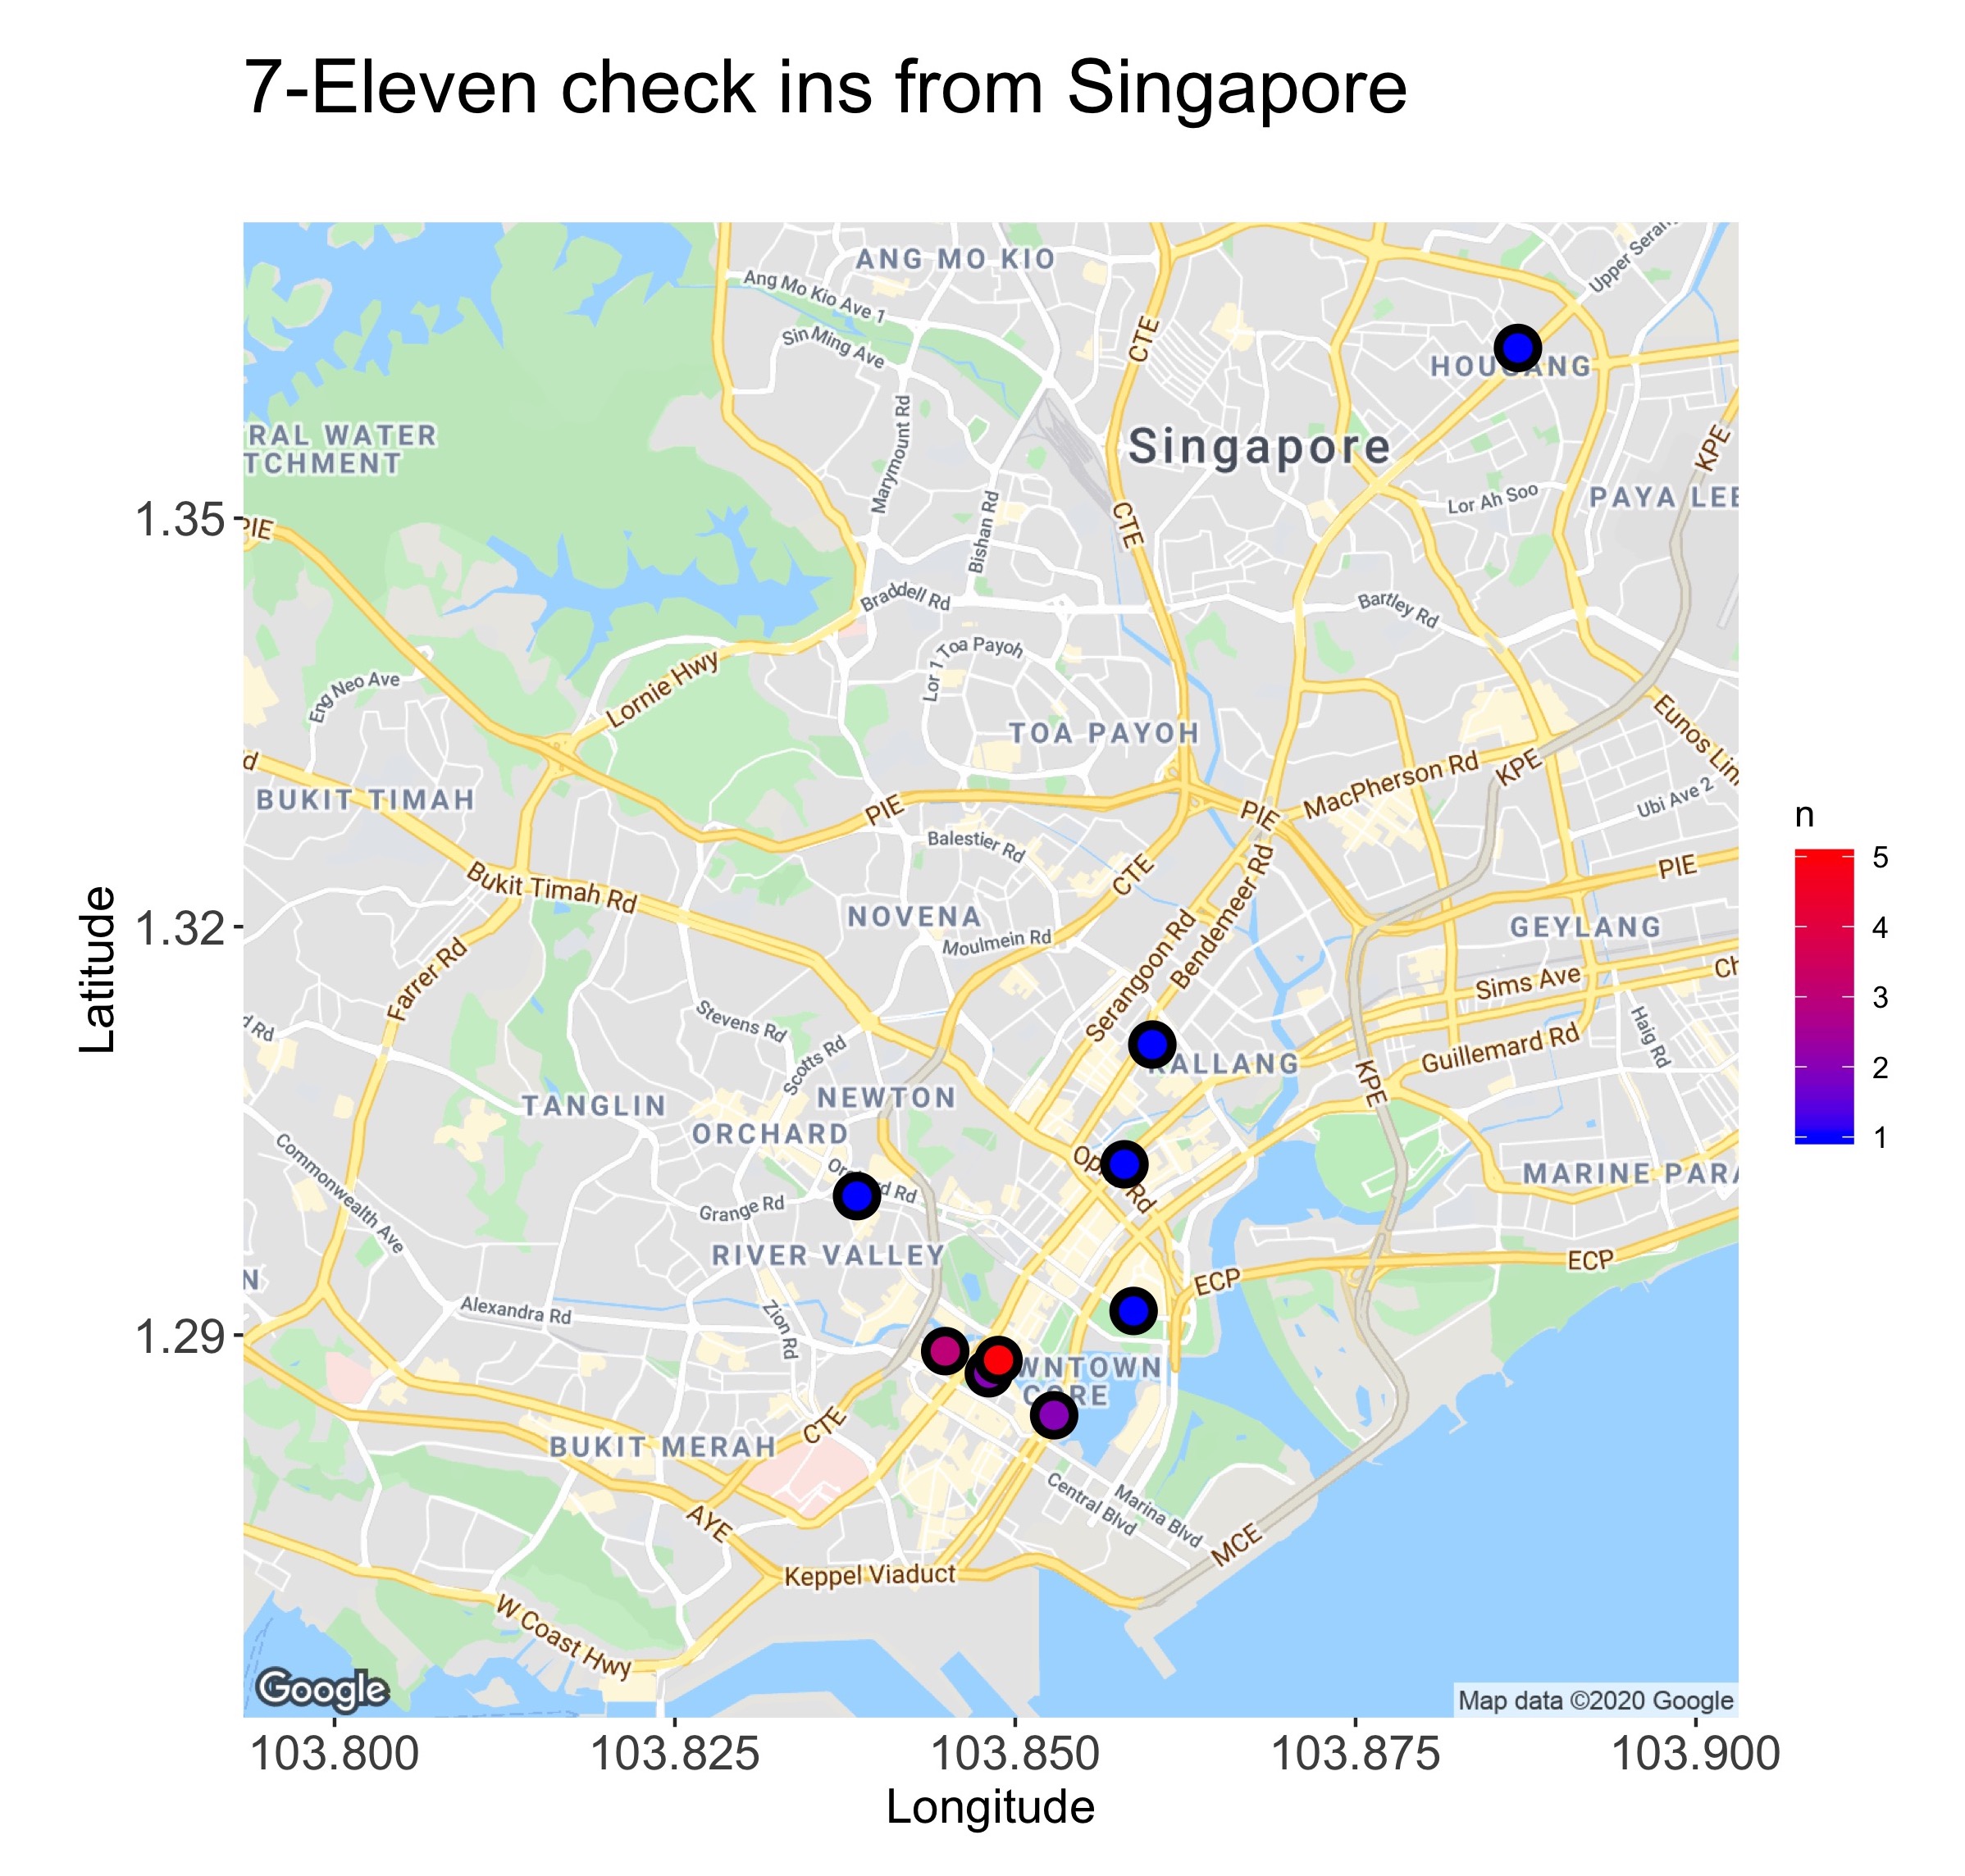 7-Eleven check ins from Singapore
ANG MO KIO
Ang Mo Kio Ave 1
Sin Ming Ave
CTE
HOUGANG
Singapore
RAL WATER
TCHMENT
Marymount Rd
Bishan Rd
KPE
Lor Ah Soo
PAYA LEE
1.35
PIE
CTE
Braddell Rd
Bartley Rd
Lor 1 Toa Payoh
Eng Neo Ave
Lornie Hwy
TOA PAYOH
MacPherson Rd
KPE
Eunos Lin
Ubi Ave 2
BUKIT TIMAH
PIE
PIE
Balestier Rd
CTE
Bendemeer Rd
PIE
Bukit Timah Rd
NOVENA
Moulmein Rd
Serangoon Rd
GEYLANG
Latitude
1.32
Farrer Rd
Sims Ave
Ch
Stevens Rd
Scotts Rd
d Rd
KALLANG
Guillemard Rd
Haig Rd
KPE
NEWTON
TANGLIN
ORCHARD
Commonwealth Ave
Grange Rd
MARINE PARA
RIVER VALLEY
ECP
ECP
N
Alexandra Rd
Zion Rd
1.29
WNTOWN
CORE
BUKIT MERAH
CTE
AYE
Central Blvd
Marina Blvd
MCE
Keppel Viaduct
W Coast Hwy
Google
Map data ©2020 Google
103.800
103.825
103.850
103.875
103.900
Longitude
n
5
4
3
2
1